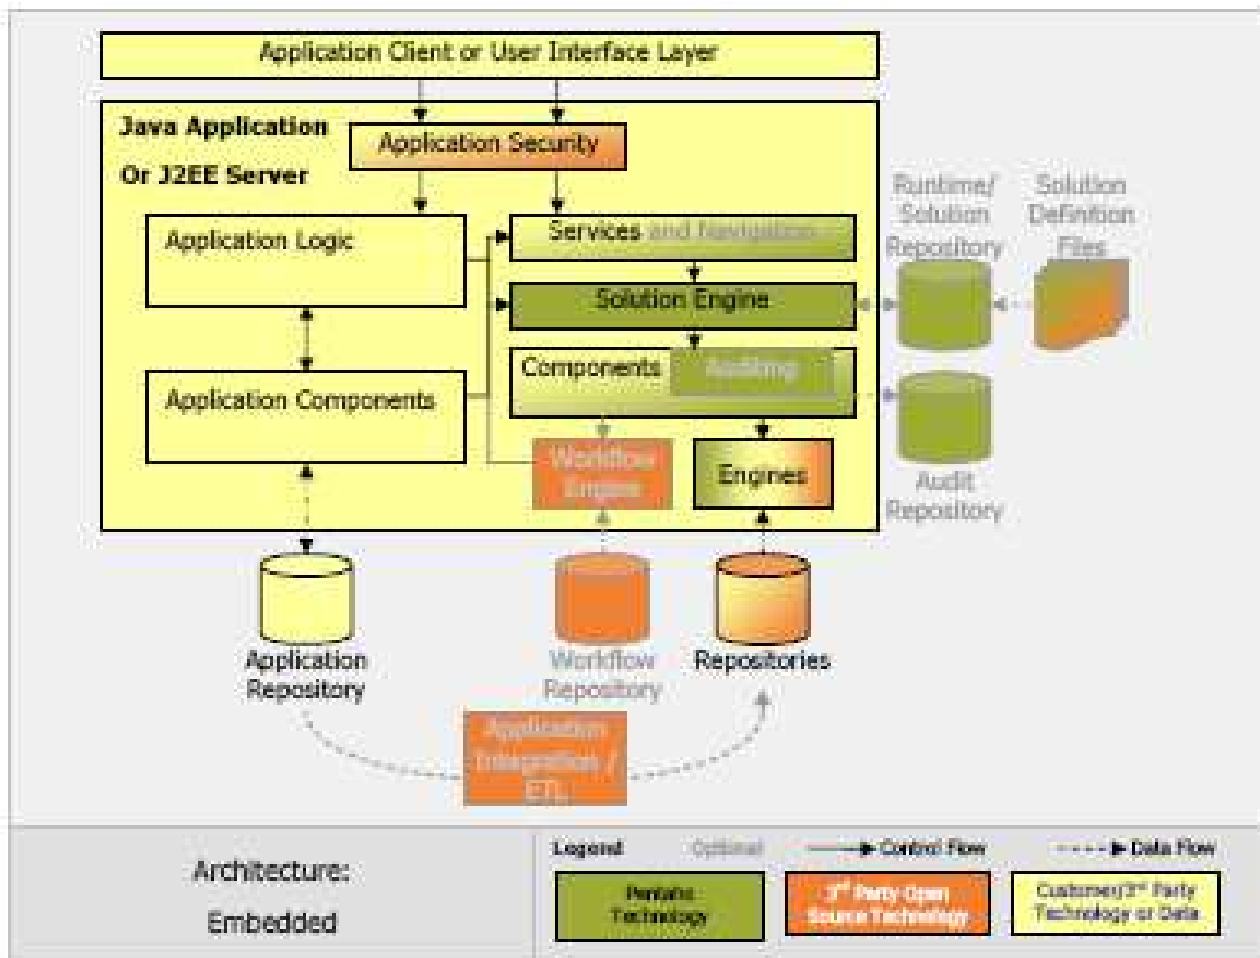 Application Client or User Interface Layer
Java Application
Or J2EE Server
Application Security
Application Logic
Services and Navigation
Solution Engine
Components
Auditing
Application Components
Workflow
Engine
Engines
Runtime/
Solution
Repository
Solution
Definition
Files
Audit
Repository
Application
Repository
Workflow
Repository
Repositories
Application
Integration /
ETL
Architecture:
Embedded
Legend
Optional
Control Flow
Data Flow
Pentaho
Technology
3rd Party Open
Source Technology
Customer/3rd Party
Technology or Data